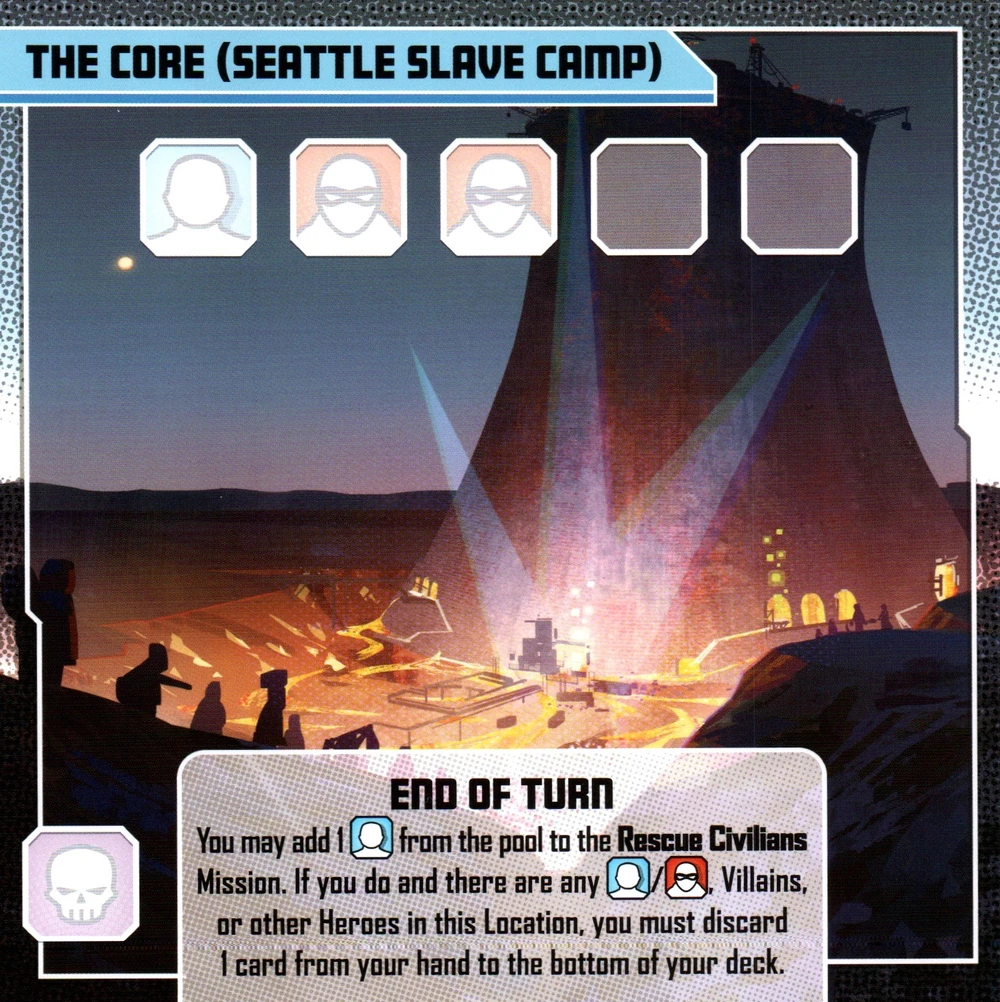 THE CORE (SEATTLE SLAVE CAMP)
END OF TURN
You may add 1 from the pool to the Rescue Civilians
Mission. If you do and there are any /, Villains,
or other Heroes in this Location, you must discard
1 card from your hand to the bottom of your deck.